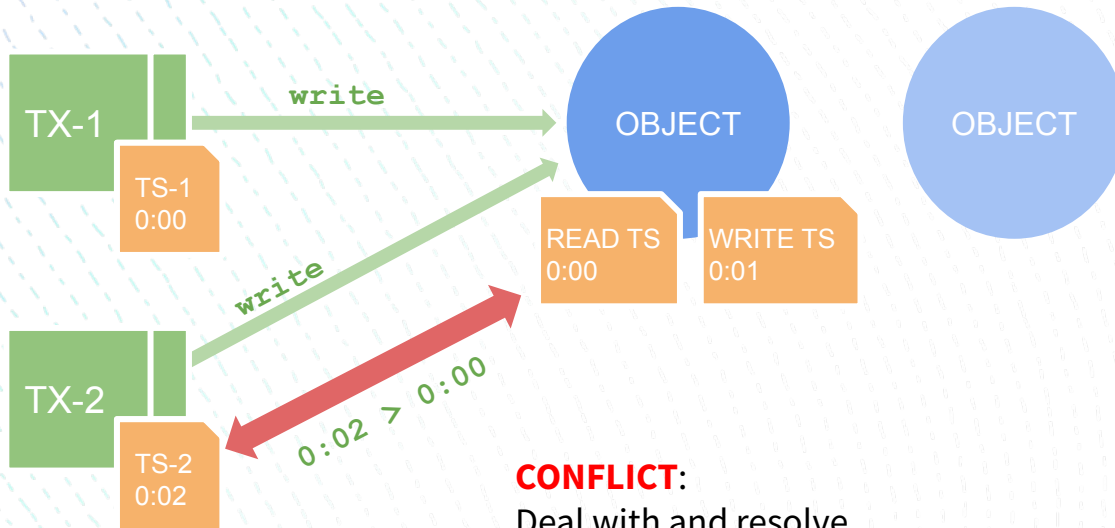 TX-1
TS-1
0:00
write
OBJECT
OBJECT
READ TS
0:00
WRITE TS
0:01
write
TX-2
TS-2
0:02
0:02 > 0:00
CONFLICT:
Deal with and resolve